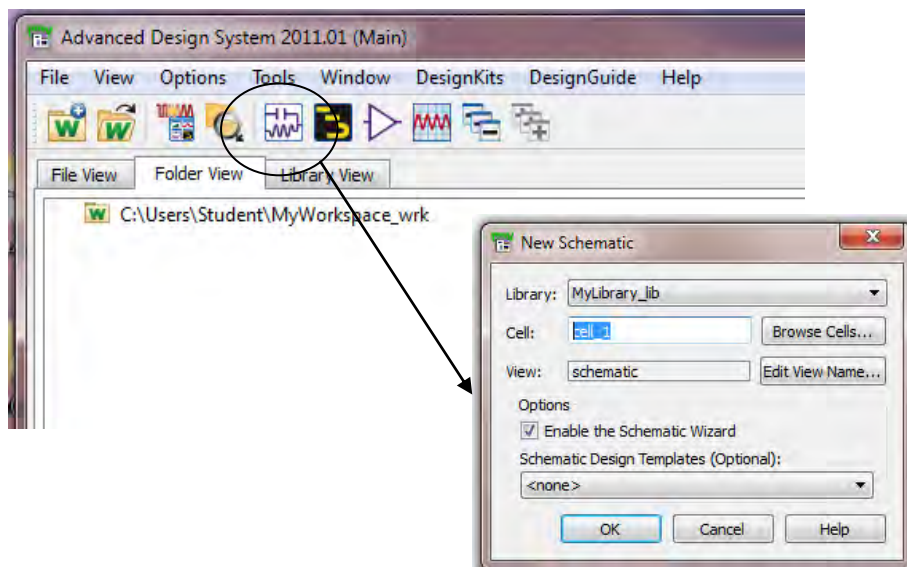 Advanced Design System 2011.01 (Main)
File View Options Tools Window DesignKits DesignGuide Help
File View Folder View Library View
C:\Users\Student\MyWorkspace_wrk
New Schematic
Library: MyLibrary_lib
Cell: cell_1 Browse Cells...
View: schematic Edit View Name...
Options
Enable the Schematic Wizard
Schematic Design Templates (Optional):
<none>
OK Cancel Help